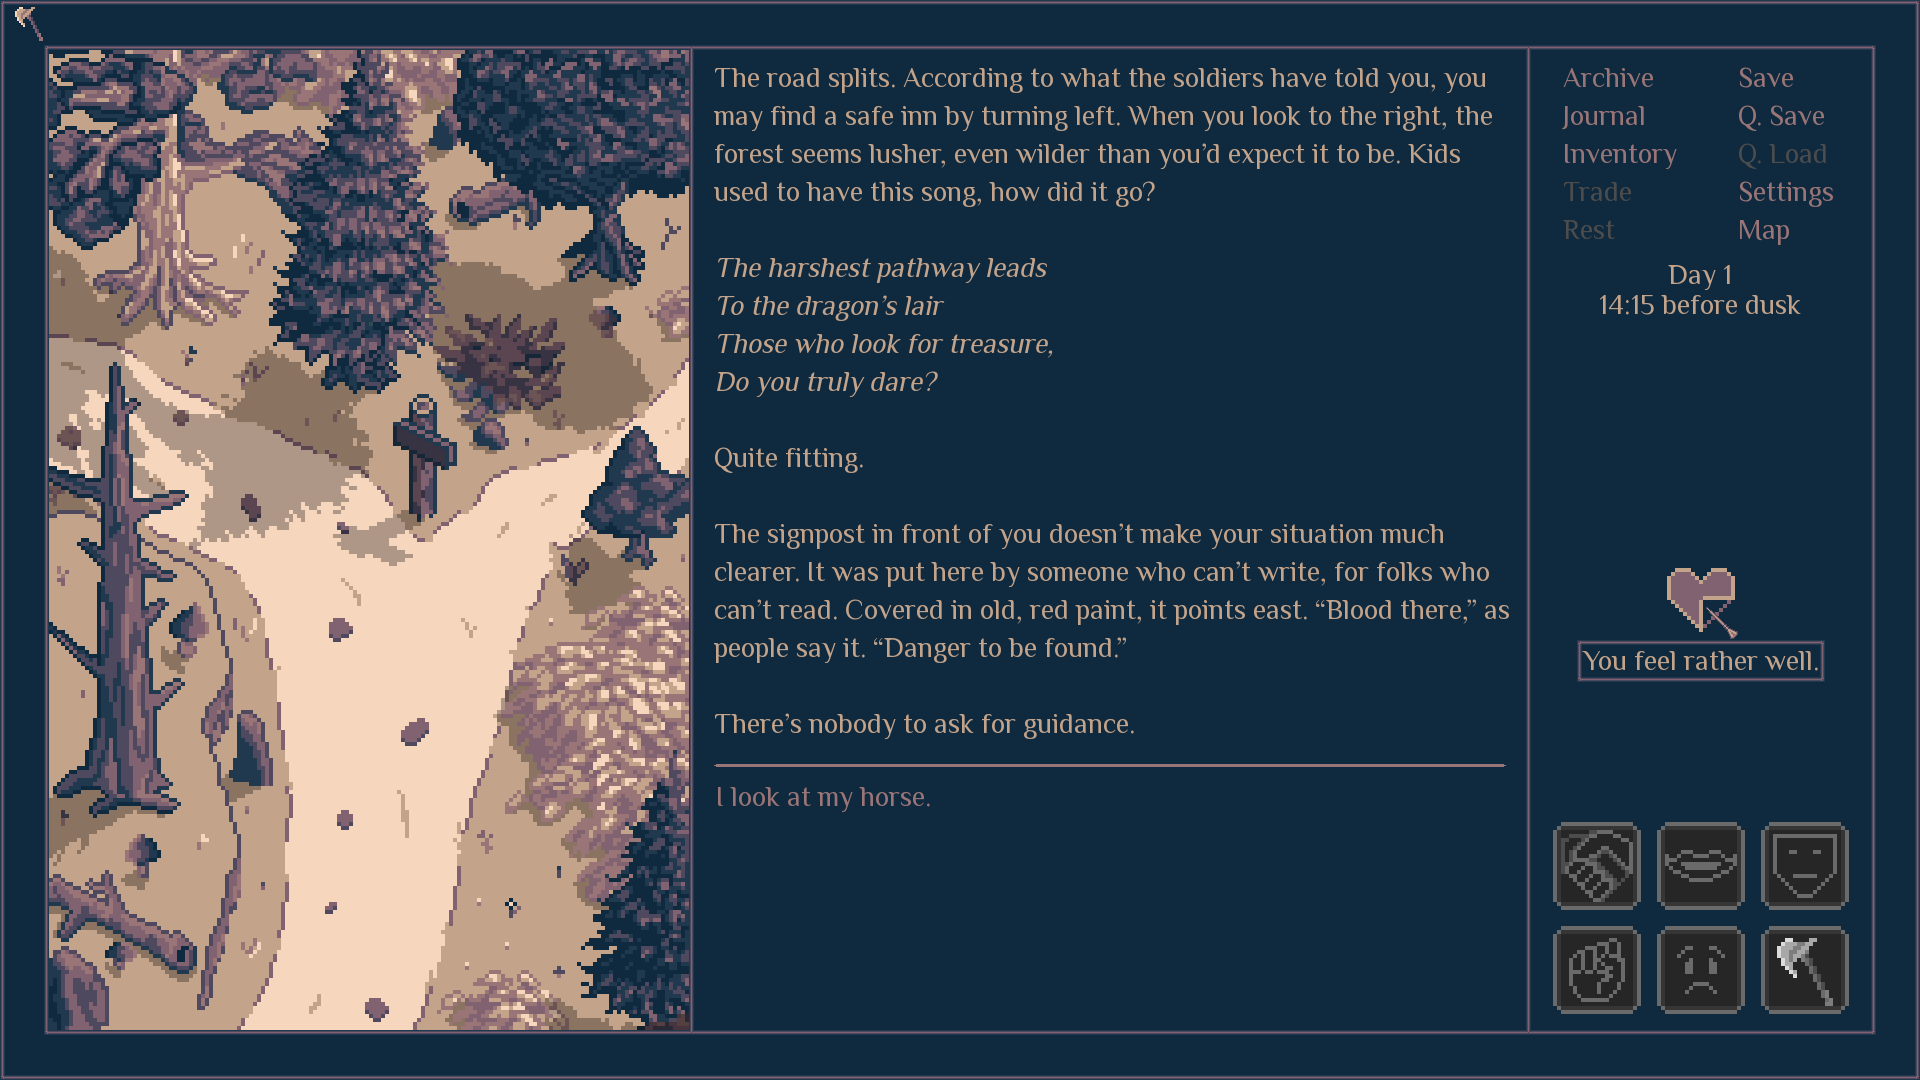 The road splits. According to what the soldiers have told you, you
may find a safe inn by turning left. When you look to the right, the
forest seems lusher, even wilder than you’d expect it to be. Kids
used to have this song, how did it go?
The harshest pathway leads
To the dragon’s lair
Those who look for treasure,
Do you truly dare?
Quite fitting.
The signpost in front of you doesn’t make your situation much
clearer. It was put here by someone who can’t write, for folks who
can’t read. Covered in old, red paint, it points east. “Blood there,” as
people say it. “Danger to be found.”
There’s nobody to ask for guidance.
I look at my horse.
Archive Save
Journal Q. Save
Inventory Q. Load
Trade Settings
Rest Map
Day 1
14:15 before dusk
You feel rather well.